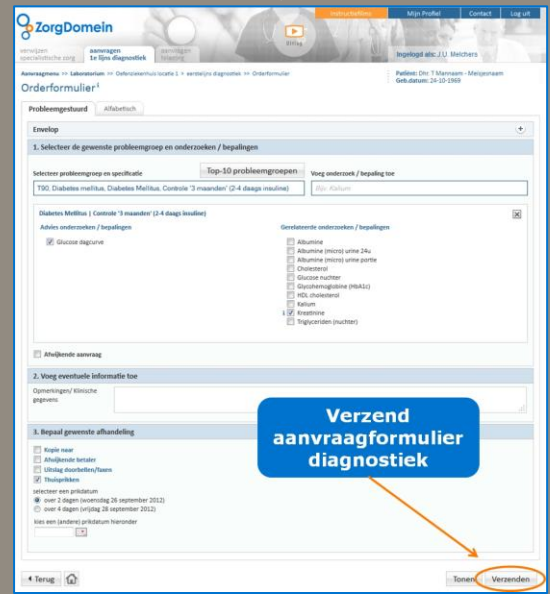 Instructiefilms
Mijn Profiel
Contact
Log uit
ZorgDomein
Uitleg
verwijzen
specialistische zorg
aanvragen
1e lijns diagnostiek
aanvragen
Ingelogd als: J.U. Melchers
Aanvraagmenu >> Laboratorium >> Oefenziekenhuis locatie 1 > eerstelijns diagnostiek >> Orderformulier
Patiënt: Dhr. T Mannaam - Meisjesnaam
Geb.datum: 24-10-1969
Orderformulier
Probleemgestuurd
Alfabetisch
Envelop
1. Selecteer de gewenste probleemgroep en onderzoeken / bepalingen
Selecteer probleemgroep en specificatie
Top-10 probleemgroepen
Voeg onderzoek / bepaling toe
T90, Diabetes mellitus, Diabetes Mellitus, Controle '3 maanden' (2-4 daags insuline)
Bijv. Kalium
Diabetes Mellitus | Controle '3 maanden' (2-4 daags insuline)
Advies onderzoeken / bepalingen
Gerelateerde onderzoeken / bepalingen
Glucose dagcurve
Albumine
Albumine (micro) urine 24u
Albumine (micro) urine portie
Cholesterol
Glucose nuchter
Glycohemoglobine (HbA1c)
HDL cholesterol
Kalium
Kreatinine
Triglyceriden (nuchter)
Afwijkende aanvraag
2. Voeg eventuele informatie toe
Opmerkingen/ Klinische
gegevens
Verzend
aanvraagformulier
diagnostiek
3. Bepaal gewenste afhandeling
Kopie naar
Afwijkende betaler
Uitslag doorbellen/faxen
Thuisprikken
selecteer een prikdatum
over 2 dagen (woensdag 26 september 2012)
over 4 dagen (vrijdag 28 september 2012)
kies een (andere) prikdatum hieronder
Terug
Tonen
Verzenden